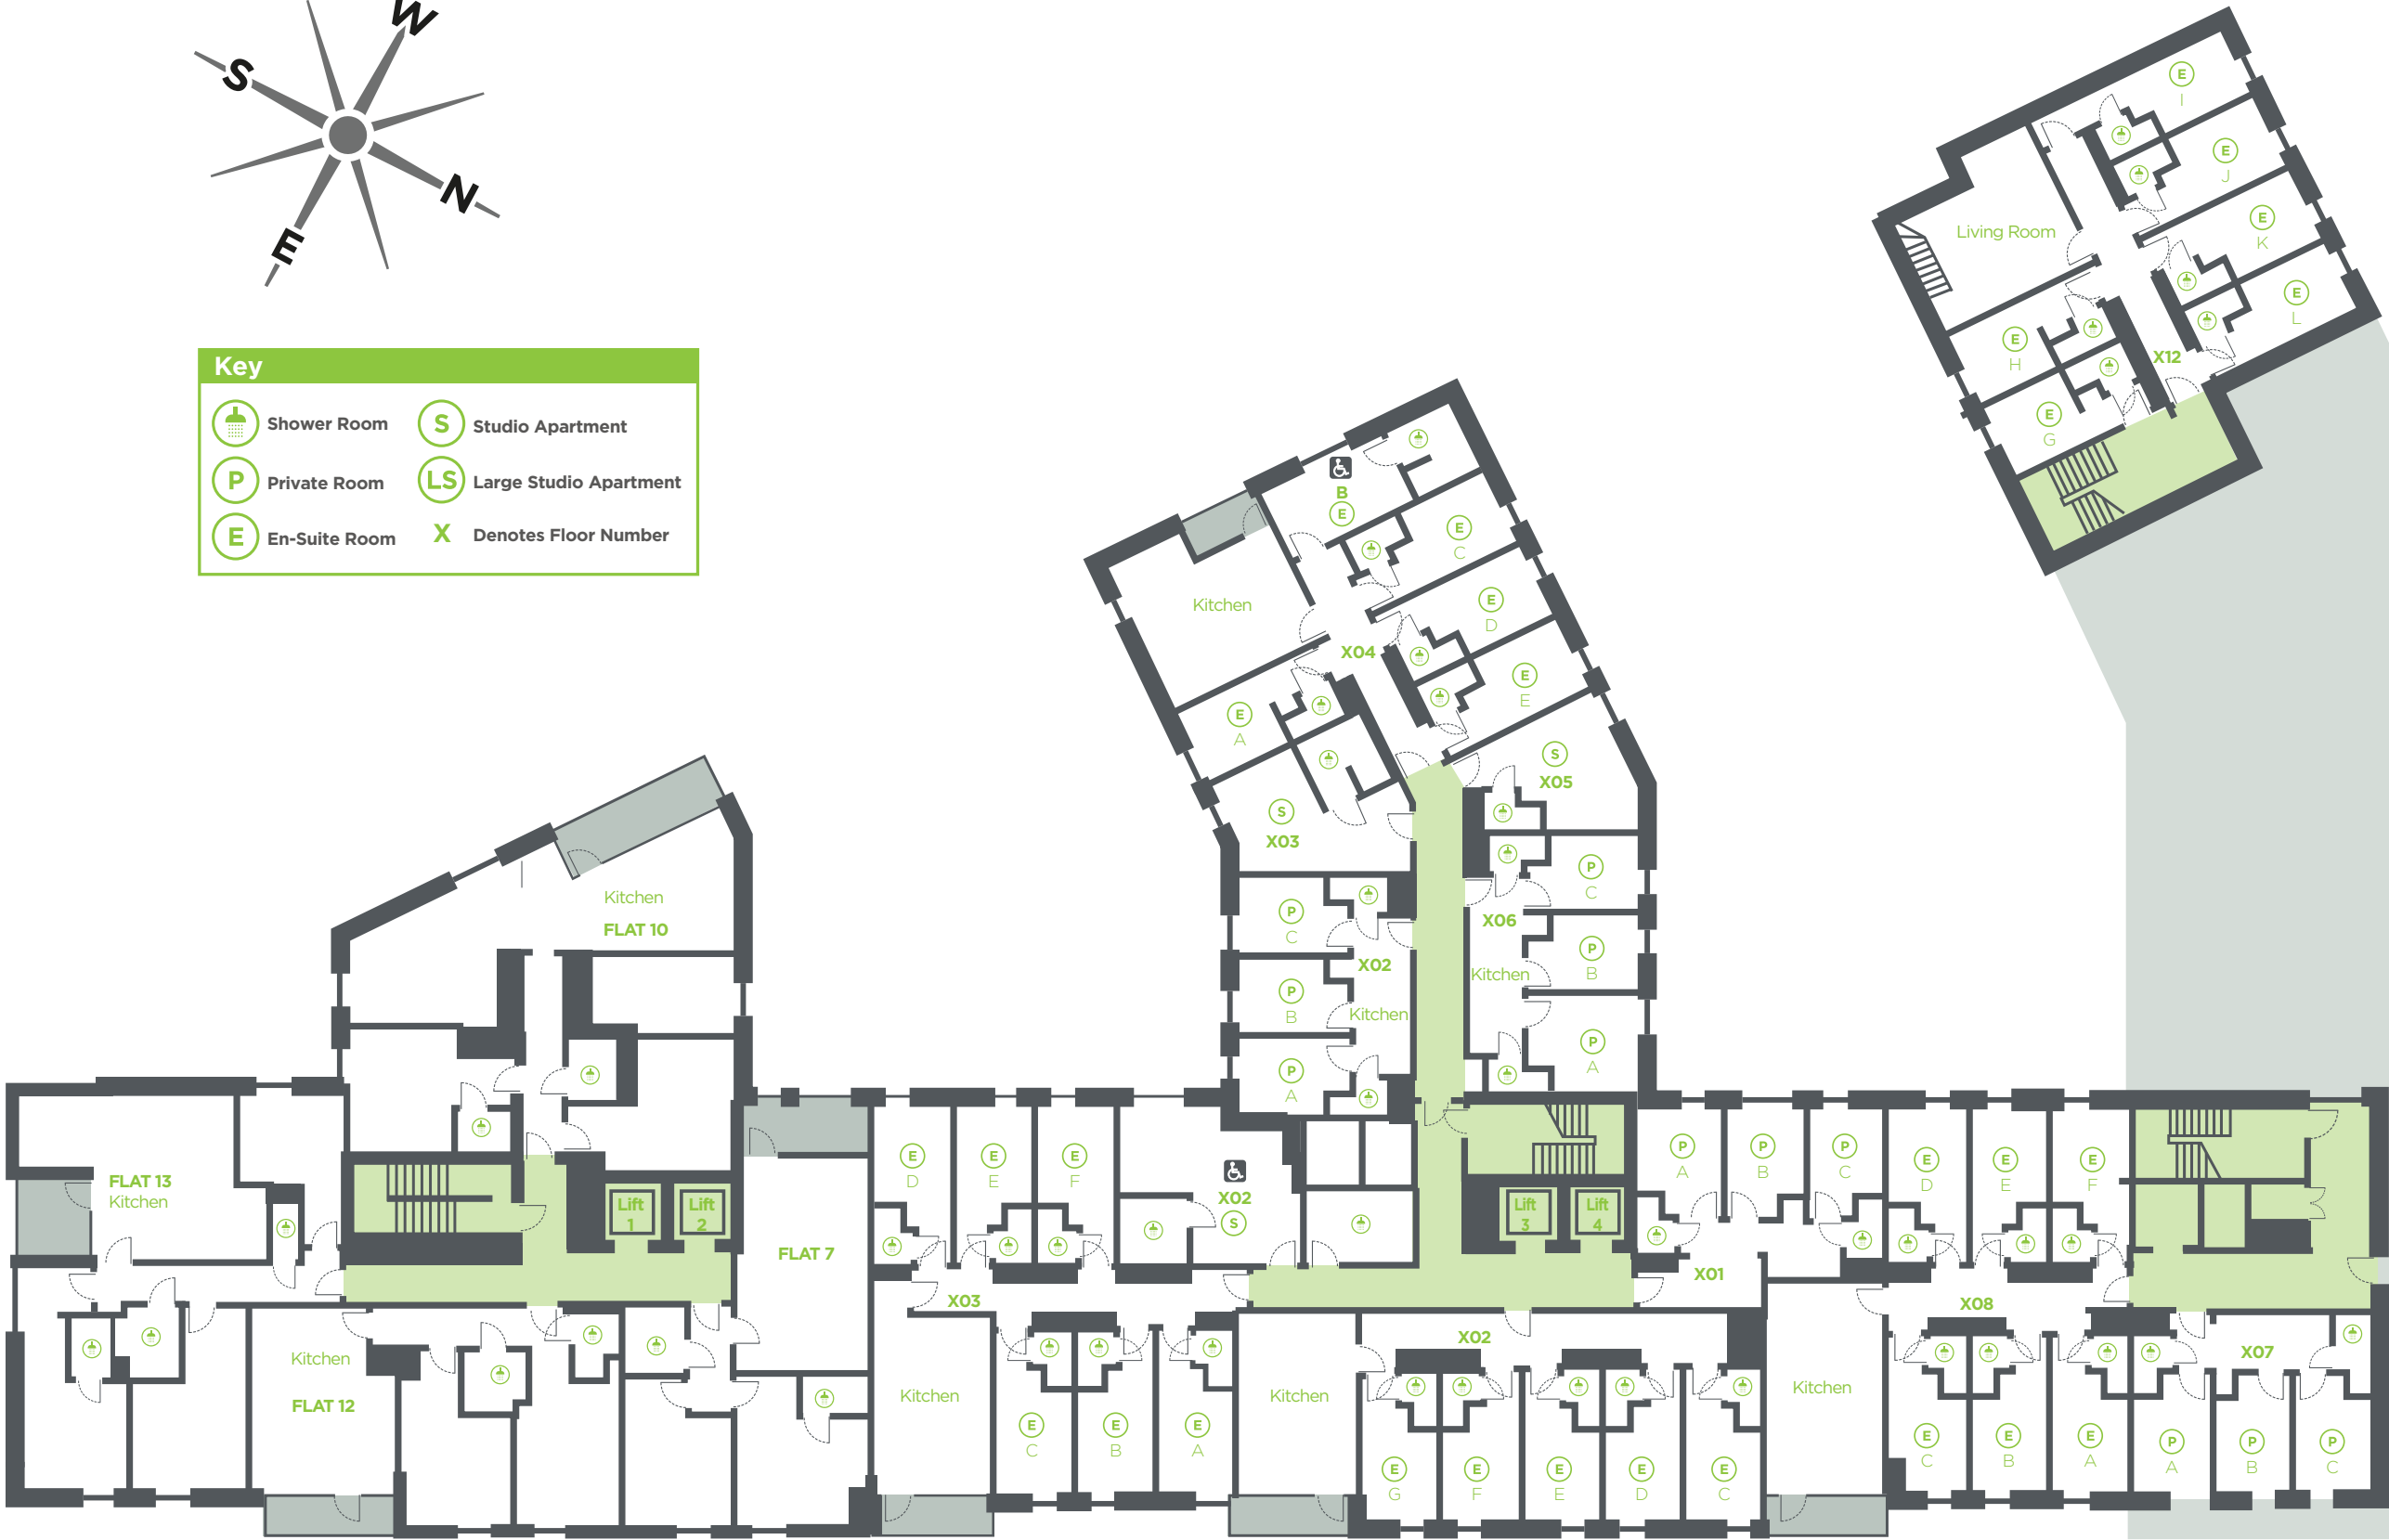 W
S
N
E
Key
Shower Room
S
Studio Apartment
P
Private Room
LS
Large Studio Apartment
E
En-Suite Room
X
Denotes Floor Number
E
I
E
J
E
K
E
L
Living Room
E
H
X12
E
G
B
E
E
C
Kitchen
E
D
X04
E
E
E
A
S
X05
S
X03
P
C
P
C
X06
X02
P
B
Kitchen
P
B
Kitchen
P
A
P
A
Kitchen
FLAT 10
FLAT 13
Kitchen
Lift
1
Lift
2
FLAT 7
E
D
E
E
E
F
X02
S
Lift
3
Lift
4
P
A
P
B
P
C
E
D
E
E
E
F
X01
X03
X08
X02
X07
Kitchen
FLAT 12
Kitchen
E
C
E
B
E
A
Kitchen
E
G
E
F
E
E
E
D
E
C
Kitchen
E
C
E
B
E
A
P
A
P
B
P
C